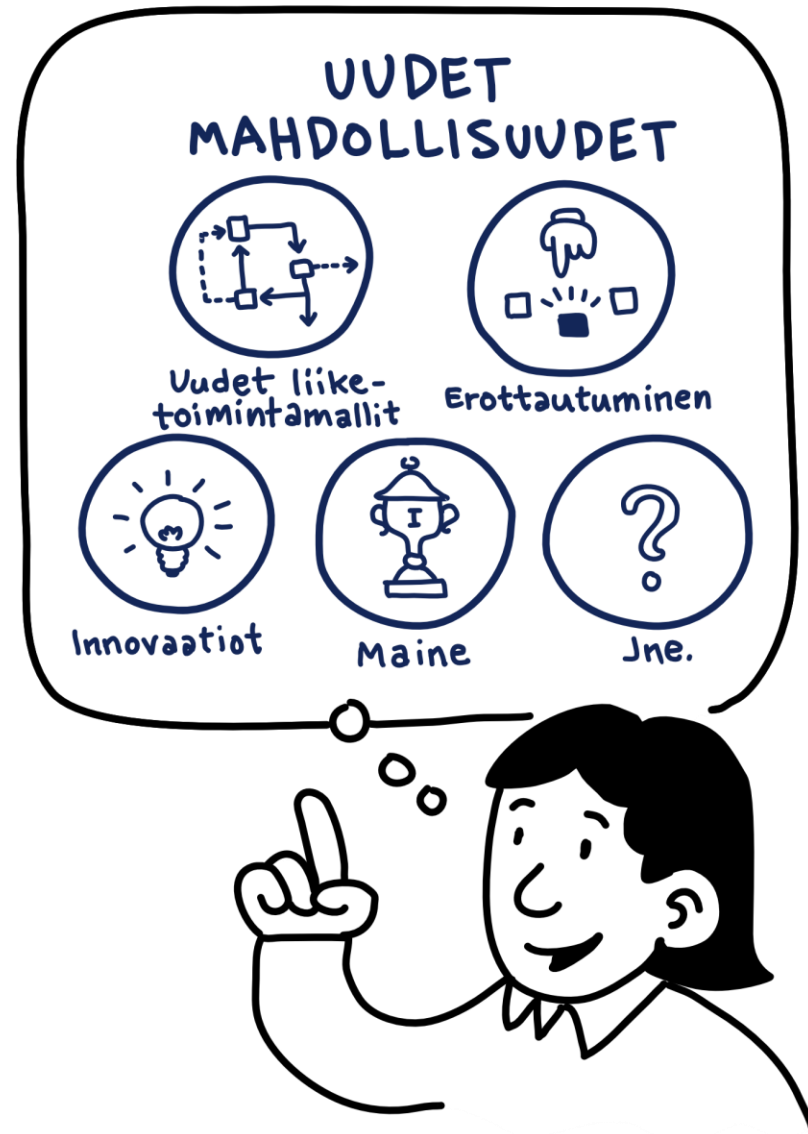 UUDET
MAHDOLLISUUDET
Uudet liike-
toimintamallit
Erottautuminen
I
Innovaatiot
Maine
Jne.